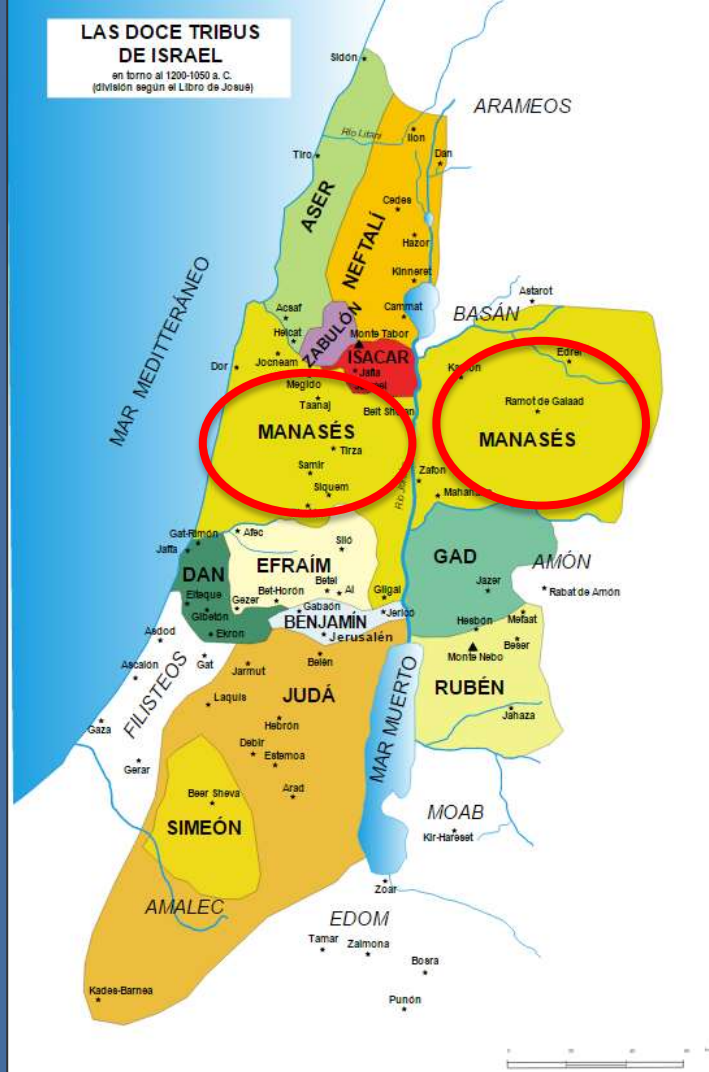 LAS DOCE TRIBUS
DE ISRAEL
en torno al 1200-1050 a. C.
(división según el Libro de Josué)
Sidón
ARAMEOS
Río Litani
Ilon
Tiro
Dan
ASER
Cedes
NEFTALÍ
Hazor
Kinneret
MAR MEDITTERÁNEO
Astarot
Acsaf
Cammat
BASÁN
Helcat
ZABULÓN
Monte Tabor
Edrei
Dor
Jocneam
ISACAR
Jafia
Megido
Taanaj
Beit
Ramot de Galaad
MANASÉS
MANASÉS
Tirza
Samir
Zafon
Siquem
Gat-Rimón
Afec
Siló
Jaffa
EFRAÍM
GAD
AMÓN
DAN
Betel
Jazer
Rabat de Amón
Elteque
Bet-Horón
Ai
Gilgal
Gezer
Gibetón
Gabaón
Jericó
BENJAMÍN
Hesbón
Mefaat
Asdod
Ekron
Jerusalén
Beser
Ascalón
Gat
Jarmut
Belén
Monte Nebo
FILISTEOS
JUDÁ
RUBÉN
Laquis
MAR MUERTO
Jahaza
Gaza
Hebrón
Debir
Estemoa
Gerar
Arad
Beer Sheva
SIMEÓN
MOAB
Kir-Hareset
Zoar
AMALEC
EDOM
Tamar
Zalmona
Bosra
Kades-Barnea
Punón